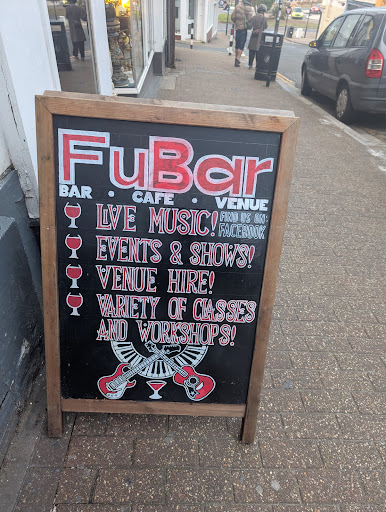 FuBar
BAR · CAFE · VENUE
LIVE MUSIC!
FIND US ON:
FACEBOOK
EVENTS & SHOWS!
VENUE HIRE!
VARIETY OF CLASSES
AND WORKSHOPS!